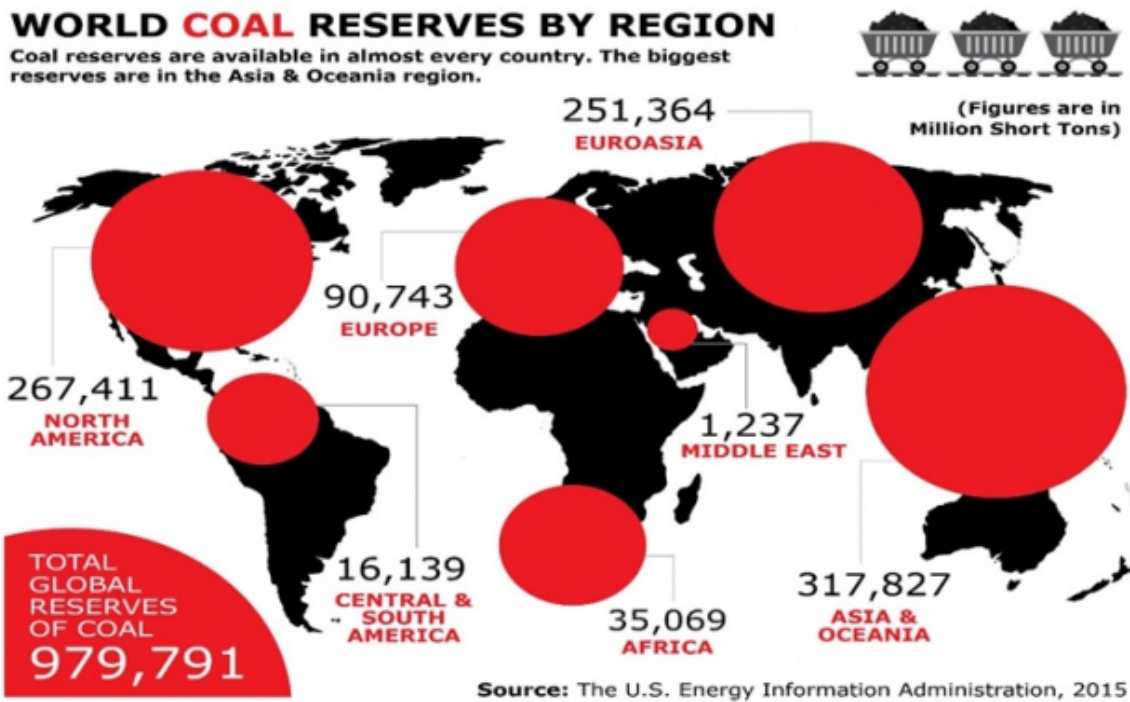 WORLD COAL RESERVES BY REGION
Coal reserves are available in almost every country. The biggest
reserves are in the Asia & Oceania region.
(Figures are in
Million Short Tons)
251,364
EUROASIA
90,743
EUROPE
267,411
NORTH
AMERICA
1,237
MIDDLE EAST
16,139
CENTRAL &
SOUTH
AMERICA
35,069
AFRICA
317,827
ASIA &
OCEANIA
TOTAL
GLOBAL
RESERVES
OF COAL
979,791
Source: The U.S. Energy Information Administration, 2015